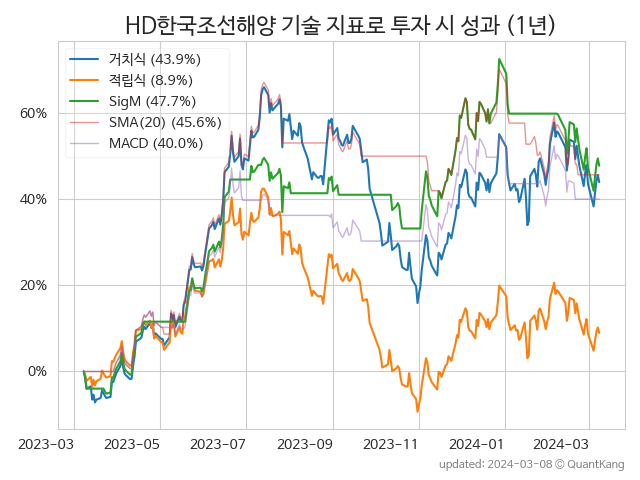 HD한국조선해양 기술 지표로 투자 시 성과 (1년)
거치식 (43.9%)
적립식 (8.9%)
SigM (47.7%)
SMA(20) (45.6%)
MACD (40.0%)
60%
40%
20%
0%
2023-03 2023-05 2023-07 2023-09 2023-11 2024-01 2024-03
updated: 2024-03-08 © QuantKang